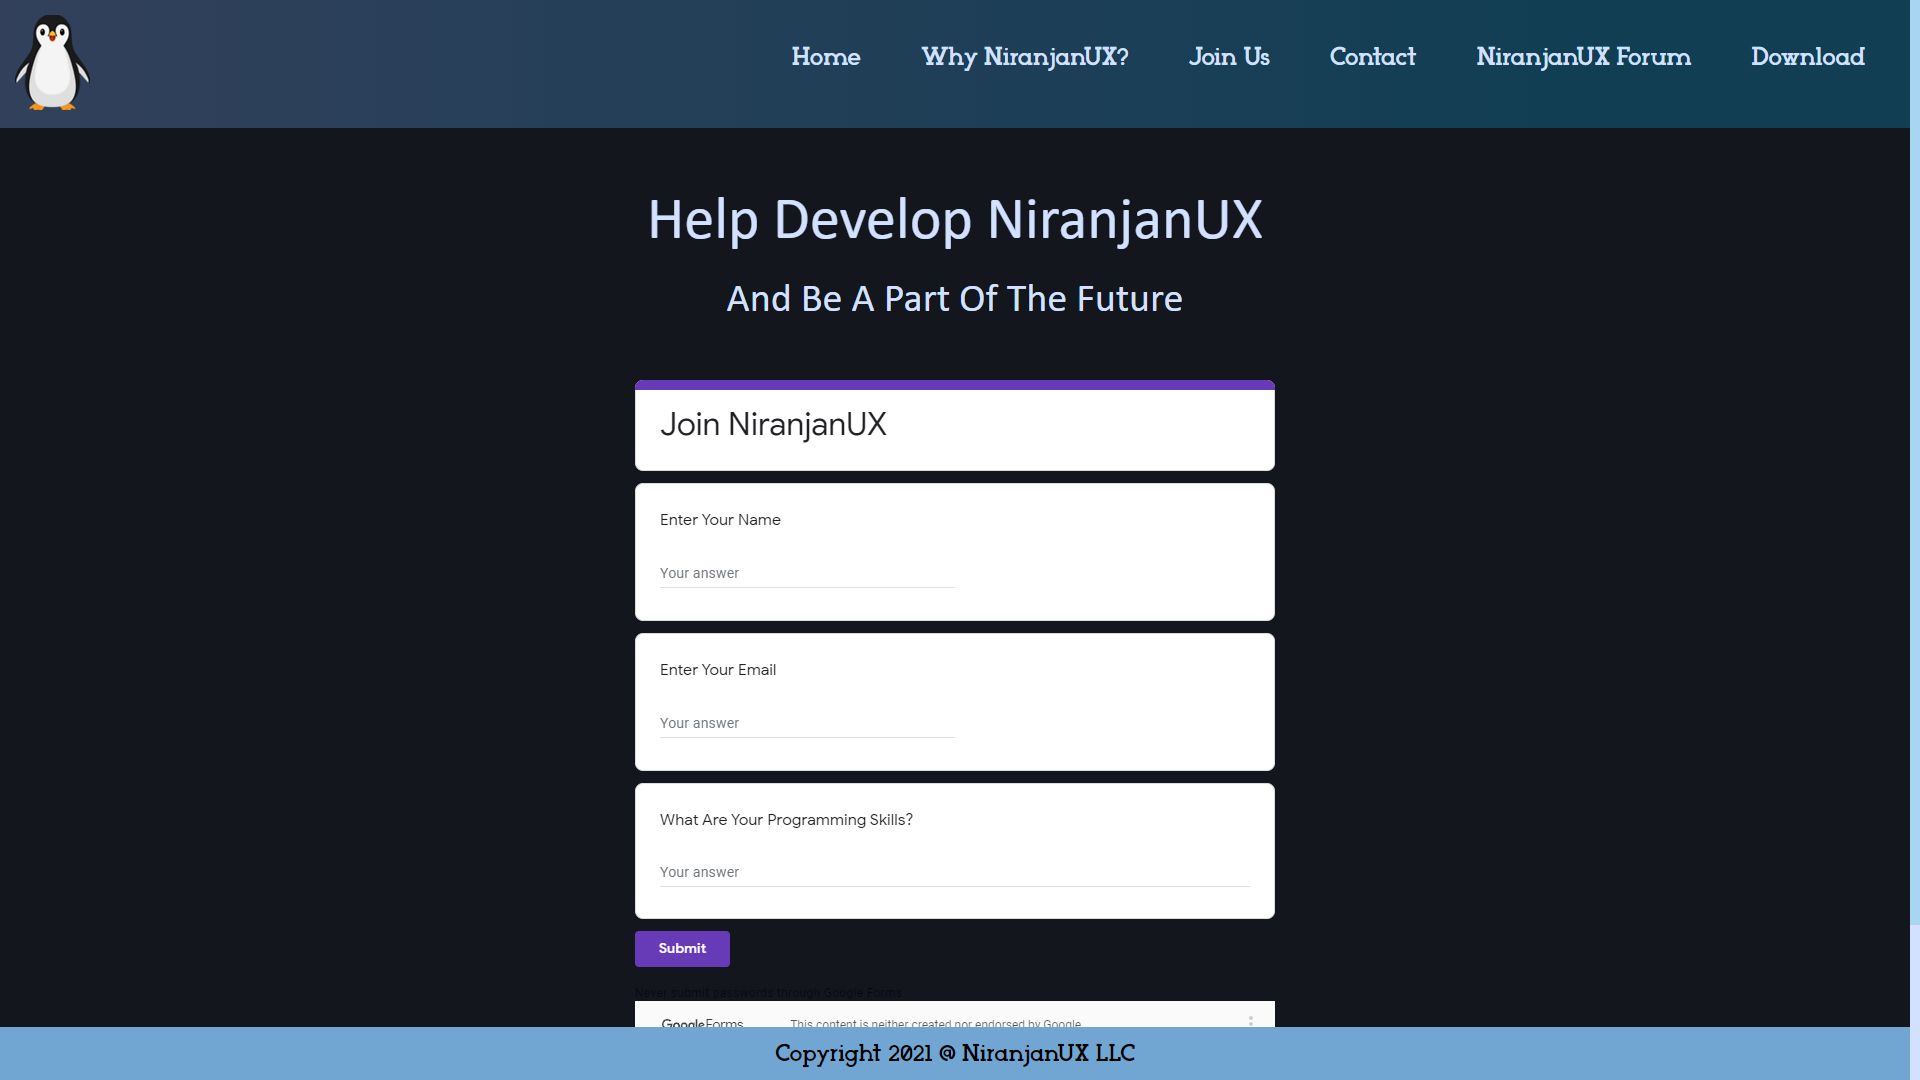 Home
Why NiranjanUX?
Join Us
Contact
NiranjanUX Forum
Download
Help Develop NiranjanUX
And Be A Part Of The Future
Join NiranjanUX
Enter Your Name
Your answer
Enter Your Email
Your answer
What Are Your Programming Skills?
Your answer
Submit
Never submit passwords through Google Forms.
Google Forms
This content is neither created nor endorsed by Google.
Copyright 2021 @ NiranjanUX LLC